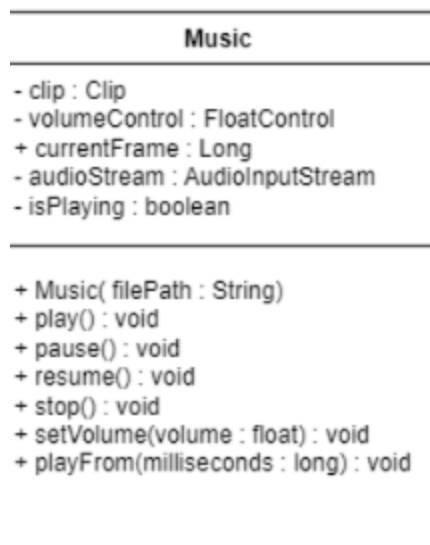 Music
- clip : Clip
- volumeControl : FloatControl
+ currentFrame : Long
- audioStream : AudioInputStream
- isPlaying : boolean
+ Music( filePath : String)
+ play() : void
+ pause() : void
+ resume() : void
+ stop() : void
+ setVolume(volume : float) : void
+ playFrom(milliseconds : long) : void